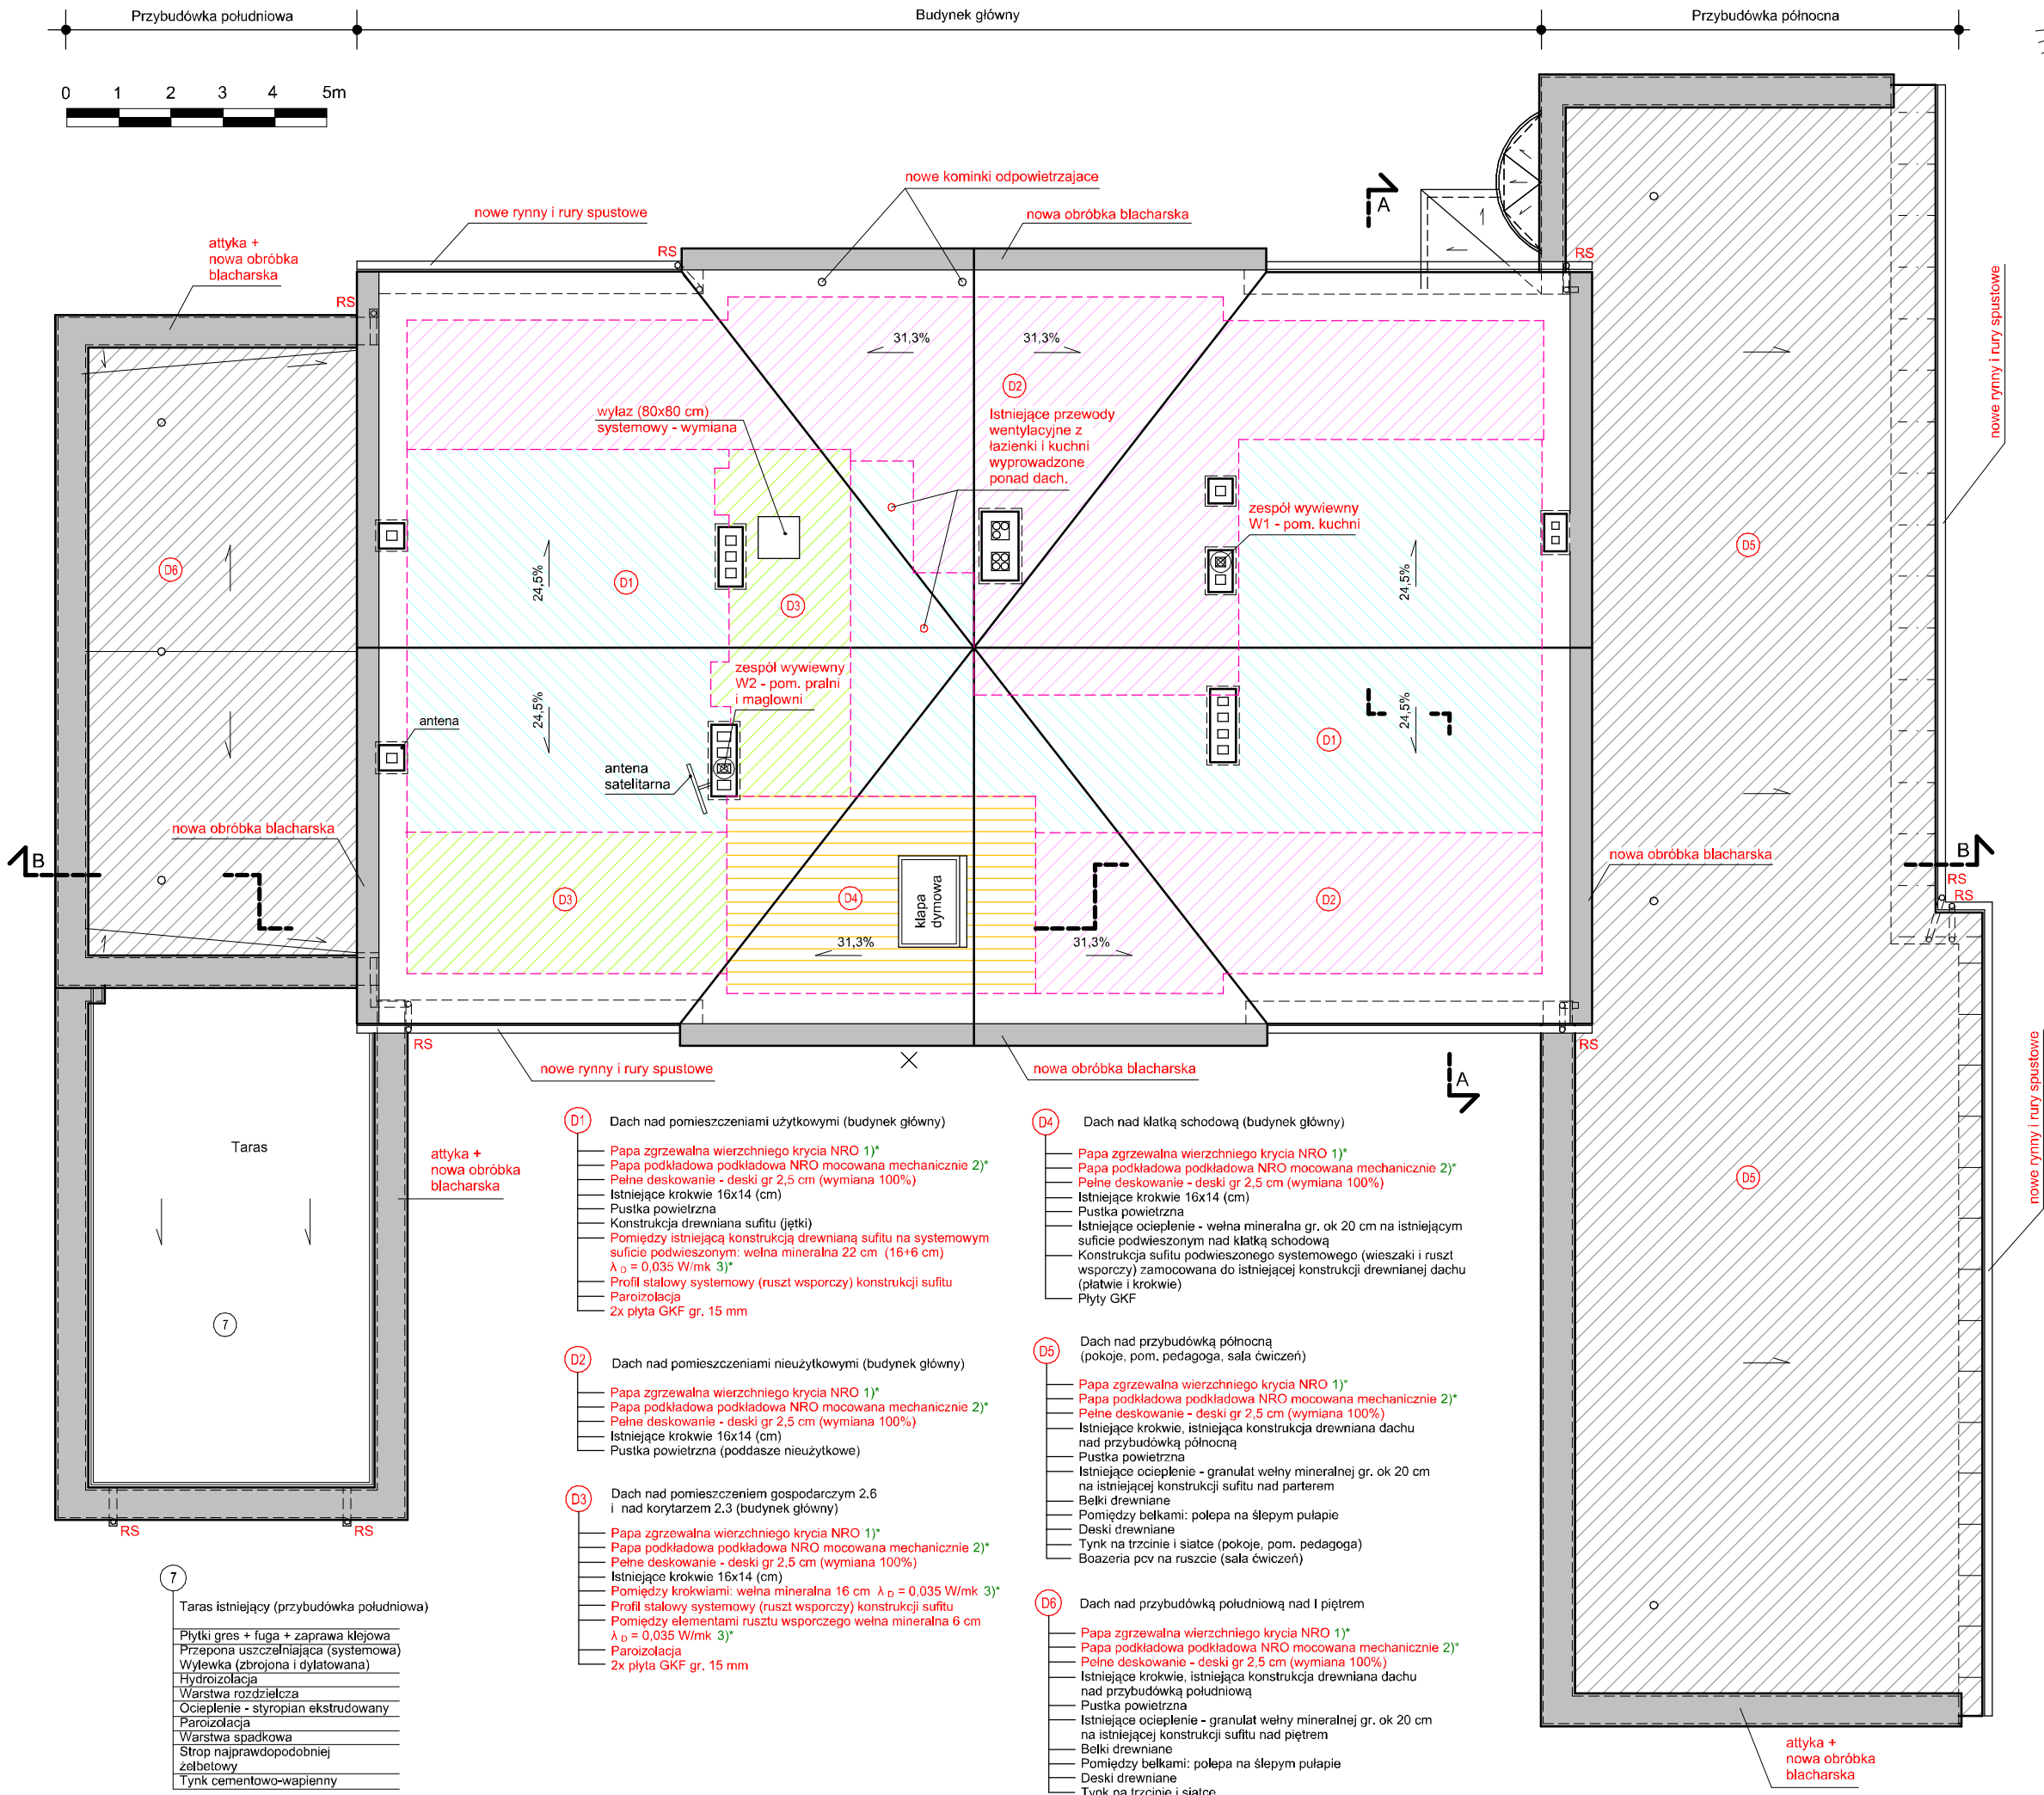 Przybudówka południowa
Budynek główny
Przybudówka północna
0 1 2 3 4 5m
nowe kominki odpowietrzajace
nowe rynny i rury spustowe
nowa obróbka blacharska
A
attyka +
nowa obróbka
blacharska
RS
RS
RS
nowe rynny i rury spustowe
31,3%
31,3%
D2
wyłaz (80x80 cm)
systemowy - wymiana
Istniejące przewody
wentylacyjne z
łazienki i kuchni
wyprowadzone
ponad dach.
zespół wywiewny
W1 - pom. kuchni
D6
24,5%
D1
D3
24,5%
D5
zespół wywiewny
W2 - pom. pralni
i maglowni
24,5%
24,5%
antena
D1
antena
satelitarna
nowa obróbka blacharska
nowa obróbka blacharska
B
B
RS
RS
D3
D4
klapa
dymowa
D2
31,3%
31,3%
RS
RS
nowe rynny i rury spustowe
nowa obróbka blacharska
A
nowe rynny i rury spustowe
Taras
attyka +
nowa obróbka
blacharska
7
RS
RS
D5
D1
Dach nad pomieszczeniami użytkowymi (budynek główny)
Papa zgrzewalna wierzchniego krycia NRO 1)*
Papa podkładowa podkładowa NRO mocowana mechanicznie 2)*
Pełne deskowanie - deski gr 2,5 cm (wymiana 100%)
Istniejące krokwie 16x14 (cm)
Pustka powietrzna
Konstrukcja drewniana sufitu (jętki)
Pomiędzy istniejącą konstrukcją drewnianą sufitu na systemowym
suficie podwieszonym: wełna mineralna 22 cm (16+6 cm)
λ D = 0,035 W/mk 3)*
Profil stalowy systemowy (ruszt wsporczy) konstrukcji sufitu
Paroizolacja
2x płyta GKF gr. 15 mm
D2
Dach nad pomieszczeniami nieużytkowymi (budynek główny)
Papa zgrzewalna wierzchniego krycia NRO 1)*
Papa podkładowa podkładowa NRO mocowana mechanicznie 2)*
Pełne deskowanie - deski gr 2,5 cm (wymiana 100%)
Istniejące krokwie 16x14 (cm)
Pustka powietrzna (poddasze nieużytkowe)
D3
Dach nad pomieszczeniem gospodarczym 2.6
i nad korytarzem 2.3 (budynek główny)
Papa zgrzewalna wierzchniego krycia NRO 1)*
Papa podkładowa podkładowa NRO mocowana mechanicznie 2)*
Pełne deskowanie - deski gr 2,5 cm (wymiana 100%)
Istniejące krokwie 16x14 (cm)
Pomiędzy krokwiami: wełna mineralna 16 cm λ D = 0,035 W/mk 3)*
Profil stalowy systemowy (ruszt wsporczy) konstrukcji sufitu
Pomiędzy elementami rusztu wsporczego wełna mineralna 6 cm
λ D = 0,035 W/mk 3)*
Paroizolacja
2x płyta GKF gr. 15 mm
D4
Dach nad klatką schodową (budynek główny)
Papa zgrzewalna wierzchniego krycia NRO 1)*
Papa podkładowa podkładowa NRO mocowana mechanicznie 2)*
Pełne deskowanie - deski gr 2,5 cm (wymiana 100%)
Istniejące krokwie 16x14 (cm)
Pustka powietrzna
Istniejące ocieplenie - wełna mineralna gr. ok 20 cm na istniejącym
suficie podwieszonym nad klatką schodową
Konstrukcja sufitu podwieszonego systemowego (wieszaki i ruszt
wsporczy) zamocowana do istniejącej konstrukcji drewnianej dachu
(płatwie i krokwie)
Płyty GKF
D5
Dach nad przybudówką północną
(pokoje, pom. pedagoga, sala ćwiczeń)
Papa zgrzewalna wierzchniego krycia NRO 1)*
Papa podkładowa podkładowa NRO mocowana mechanicznie 2)*
Pełne deskowanie - deski gr 2,5 cm (wymiana 100%)
Istniejące krokwie, istniejąca konstrukcja drewniana dachu
nad przybudówką północną
Pustka powietrzna
Istniejące ocieplenie - granulat wełny mineralnej gr. ok 20 cm
na istniejącej konstrukcji sufitu nad parterem
Belki drewniane
Pomiędzy belkami: polepa na ślepym pułapie
Deski drewniane
Tynk na trzcinie i siatce (pokoje, pom. pedagoga)
Boazeria pcv na ruszcie (sala ćwiczeń)
D6
Dach nad przybudówką południową nad I piętrem
Papa zgrzewalna wierzchniego krycia NRO 1)*
Papa podkładowa podkładowa NRO mocowana mechanicznie 2)*
Pełne deskowanie - deski gr 2,5 cm (wymiana 100%)
Istniejące krokwie, istniejąca konstrukcja drewniana dachu
nad przybudówką południową
Pustka powietrzna
Istniejące ocieplenie - granulat wełny mineralnej gr. ok 20 cm
na istniejącej konstrukcji sufitu nad piętrem
Belki drewniane
Pomiędzy belkami: polepa na ślepym pułapie
Deski drewniane
Tynk na trzcinie i siatce
7
Taras istniejący (przybudówka południowa)
Płytki gres + fuga + zaprawa klejowa
Przepona uszczelniająca (systemowa)
Wylewka (zbrojona i dylatowana)
Hydroizolacja
Warstwa rozdzielcza
Ocieplenie - styropian ekstrudowany
Paroizolacja
Warstwa spadkowa
Strop najprawdopodobniej
żelbetowy
Tynk cementowo-wapienny
attyka +
nowa obróbka
blacharska